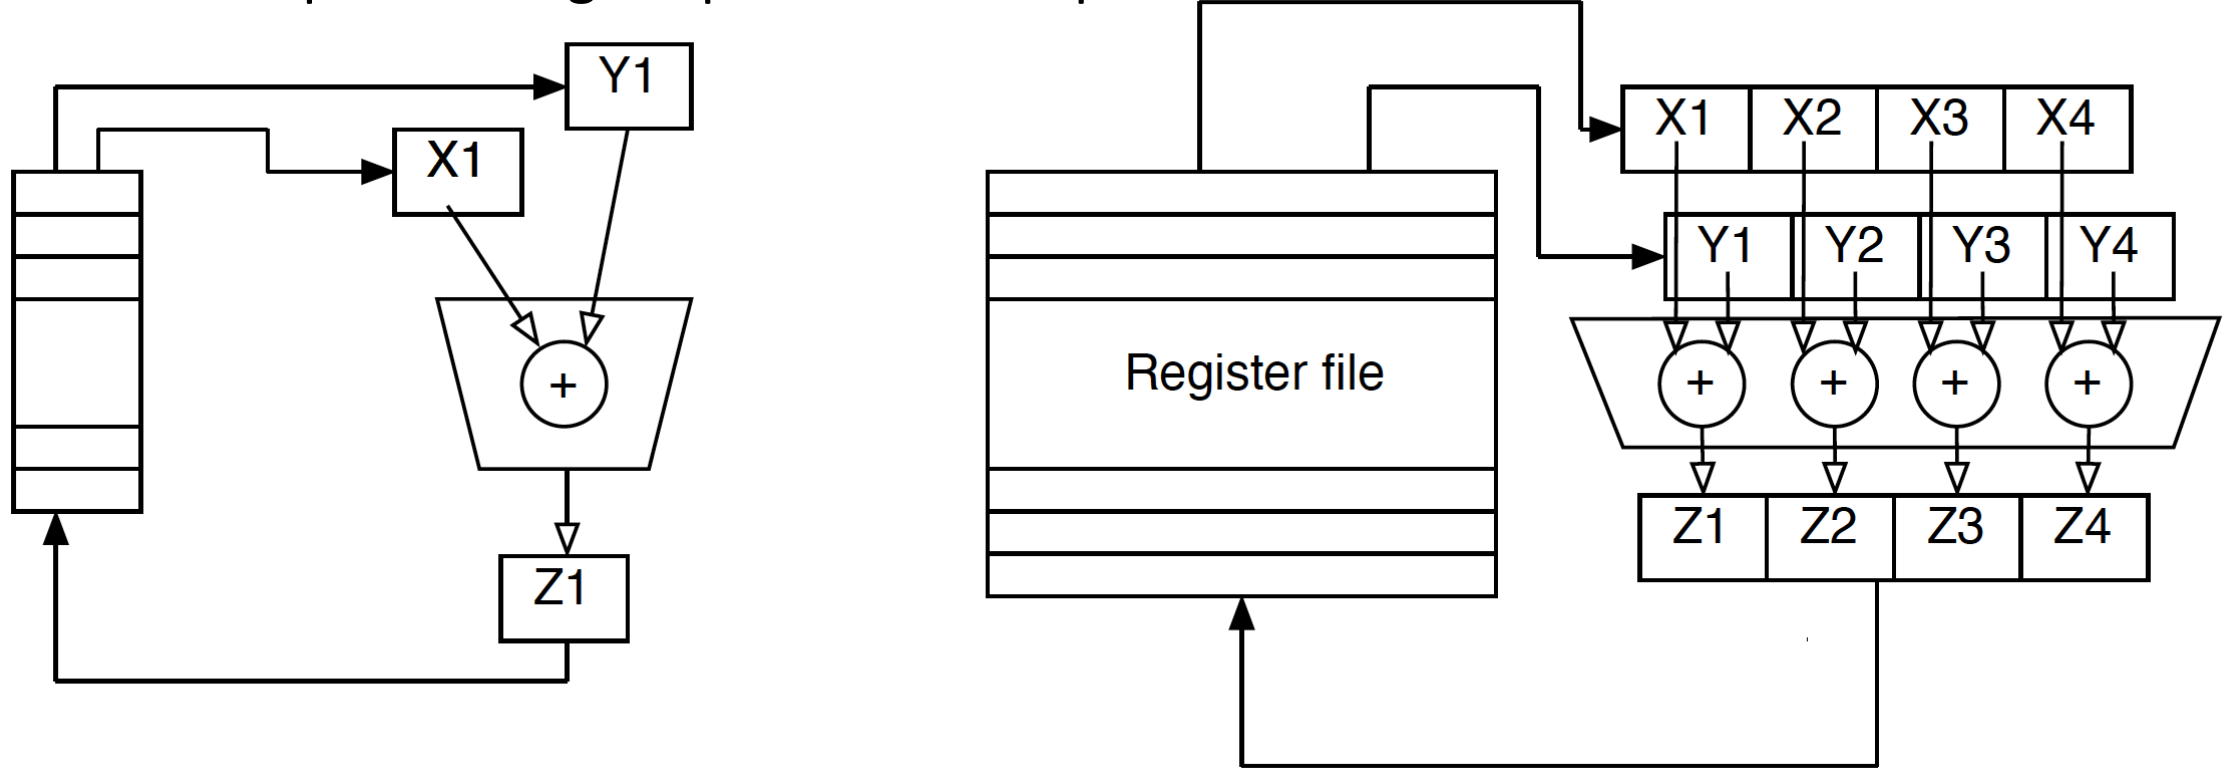 Y1
X1
+
Z1
Register file
X1 X2 X3 X4
Y1 Y2 Y3 Y4
+ + + +
Z1 Z2 Z3 Z4